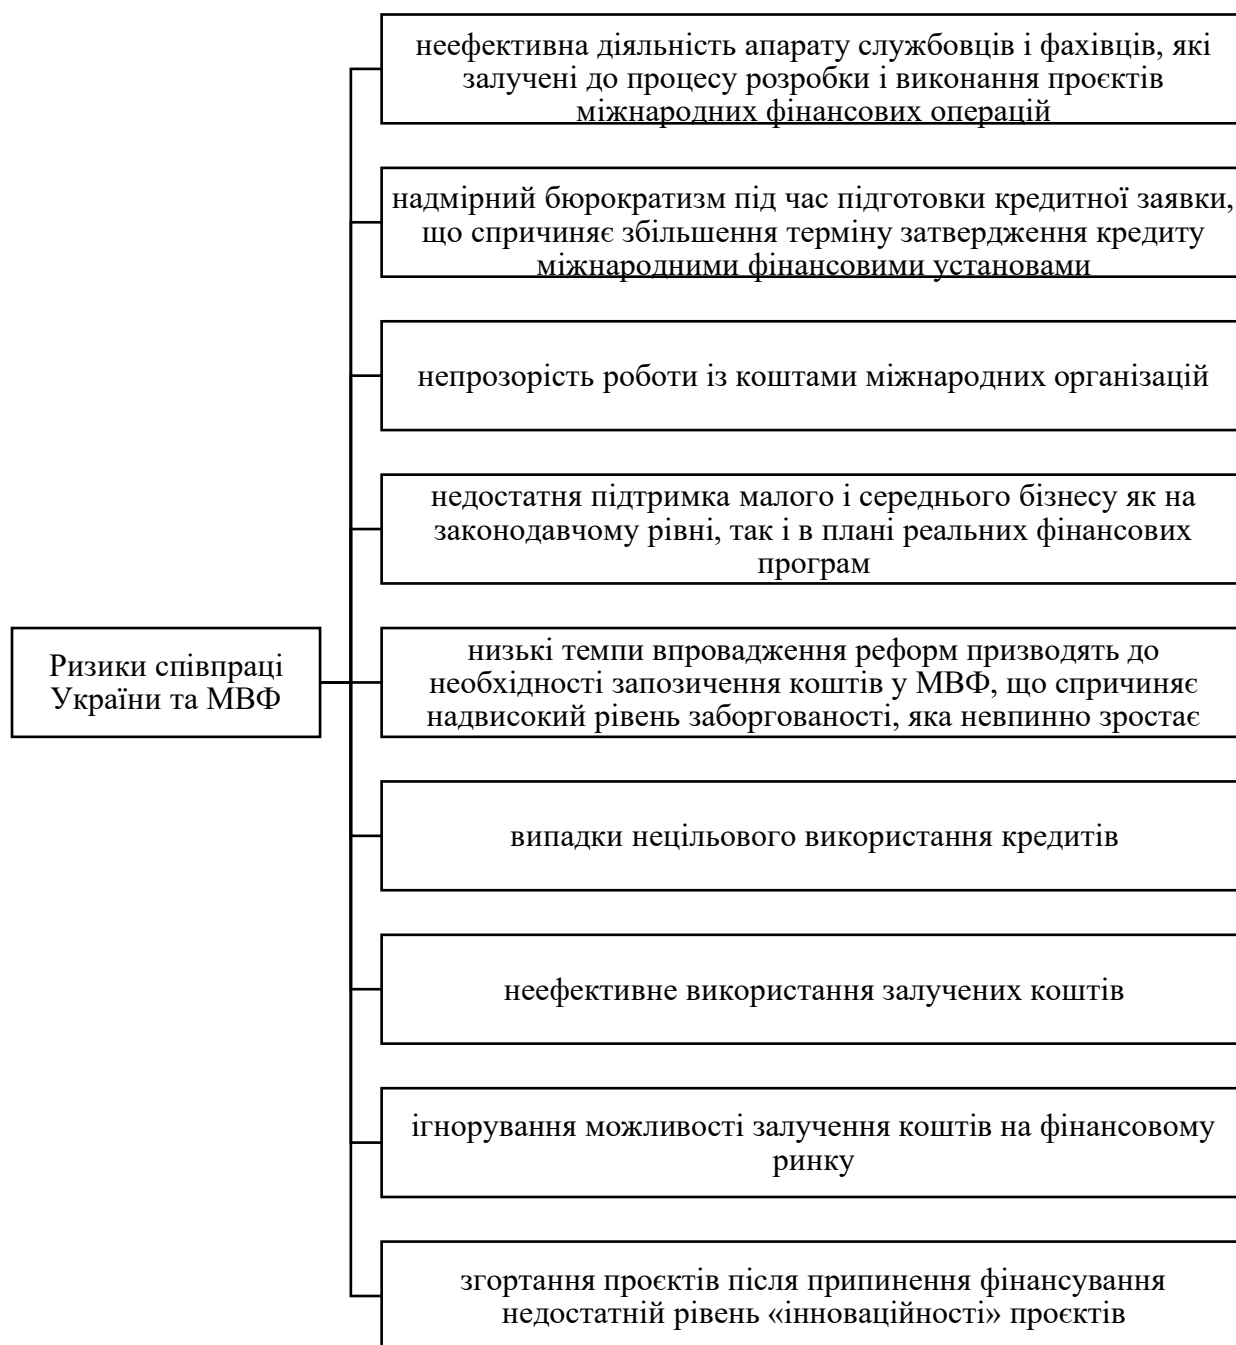 неефективна діяльність апарату службовців і фахівців, які
залучені до процесу розробки і виконання проєктів
міжнародних фінансових операцій
надмірний бюрократизм під час підготовки кредитної заявки,
що спричиняє збільшення терміну затвердження кредиту
міжнародними фінансовими установами
непрозорість роботи із коштами міжнародних організацій
недостатня підтримка малого і середнього бізнесу як на
законодавчому рівні, так і в плані реальних фінансових
програм
Ризики співпраці
України та МВФ
низькі темпи впровадження реформ призводять до
необхідності запозичення коштів у МВФ, що спричиняє
надвисокий рівень заборгованості, яка невпинно зростає
випадки нецільового використання кредитів
неефективне використання залучених коштів
ігнорування можливості залучення коштів на фінансовому
ринку
згортання проєктів після припинення фінансування
недостатній рівень «інноваційності» проєктів